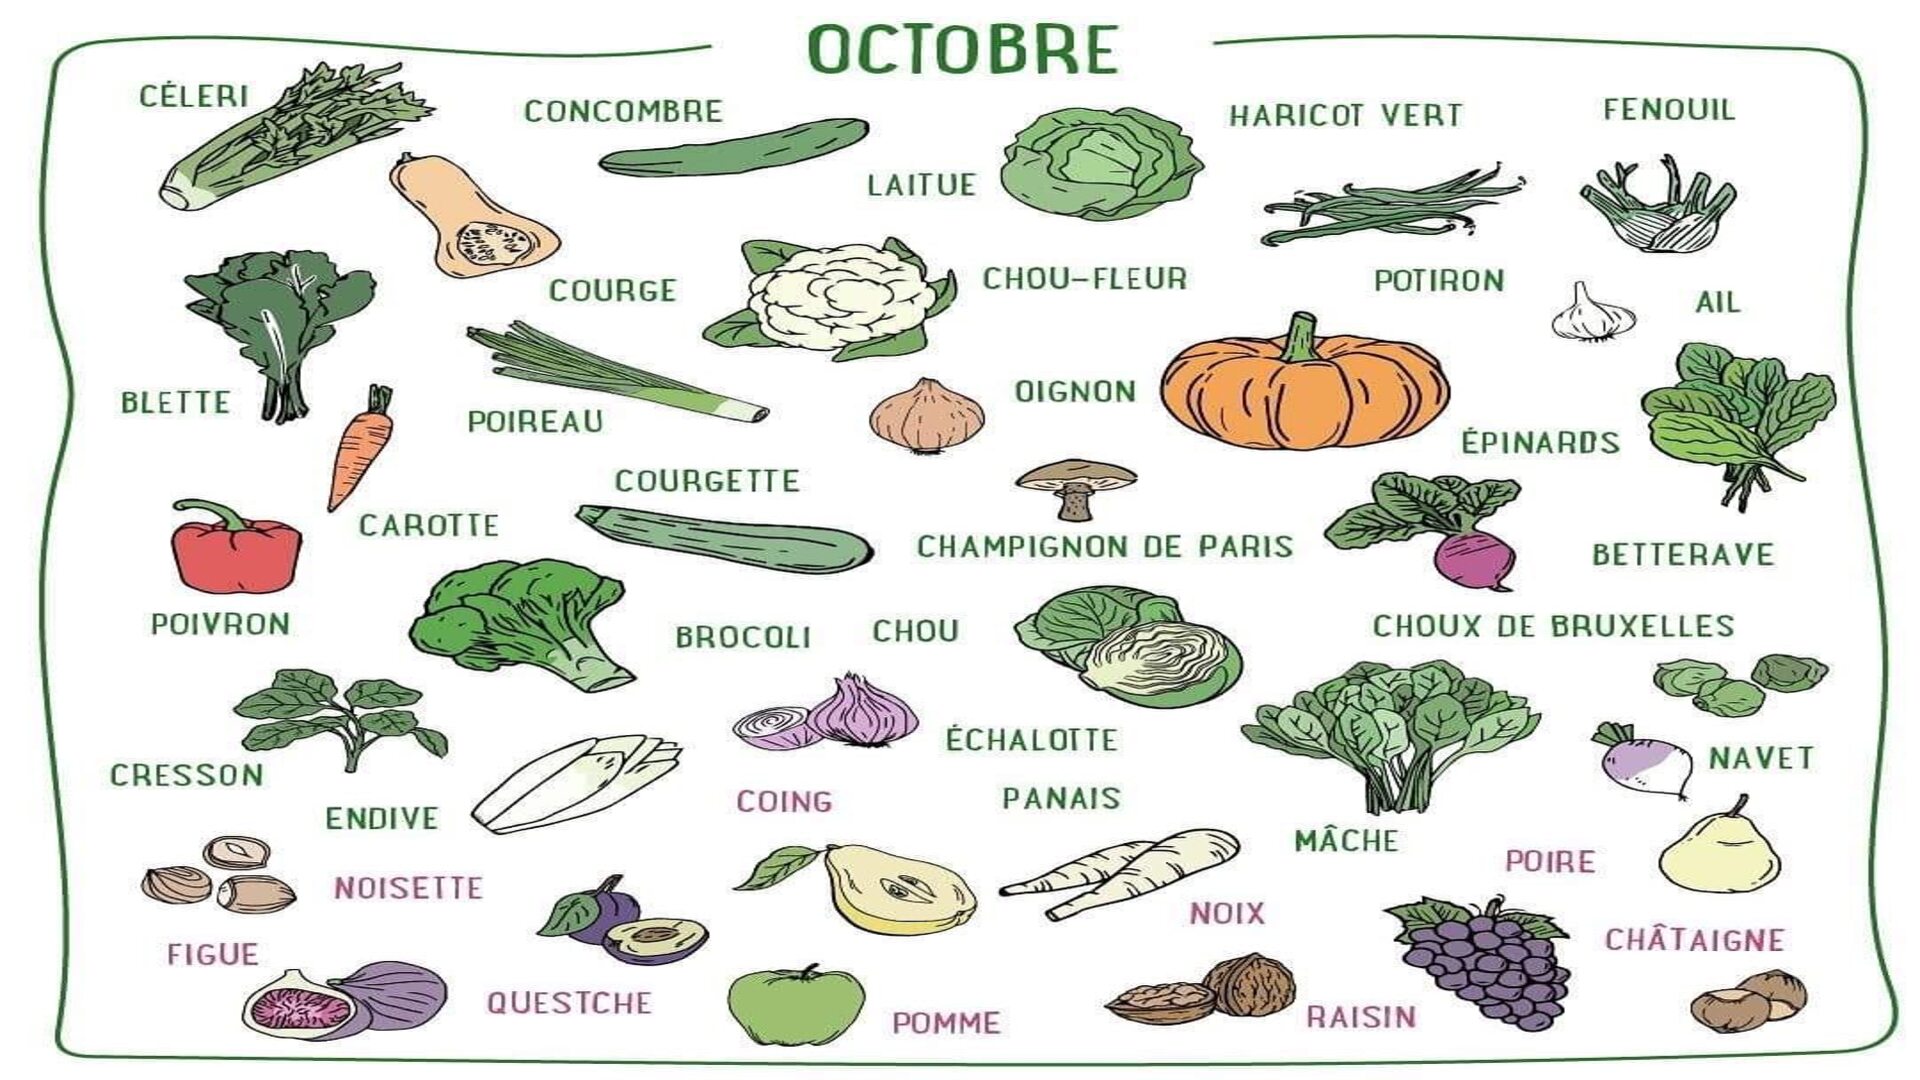 OCTOBRE
CÉLERI
CONCOMBRE
HARICOT VERT
FENOUIL
LAITUE
COURGE
CHOU-FLEUR
POTIRON
AIL
BLETTE
POIREAU
OIGNON
ÉPINARDS
COURGETTE
CAROTTE
CHAMPIGNON DE PARIS
BETTERAVE
POIVRON
BROCOLI
CHOU
CHOUX DE BRUXELLES
CRESSON
ÉCHALOTTE
NAVET
ENDIVE
COING
PANAIS
MÂCHE
POIRE
NOISETTE
NOIX
FIGUE
CHÂTAIGNE
QUESTCHE
POMME
RAISIN